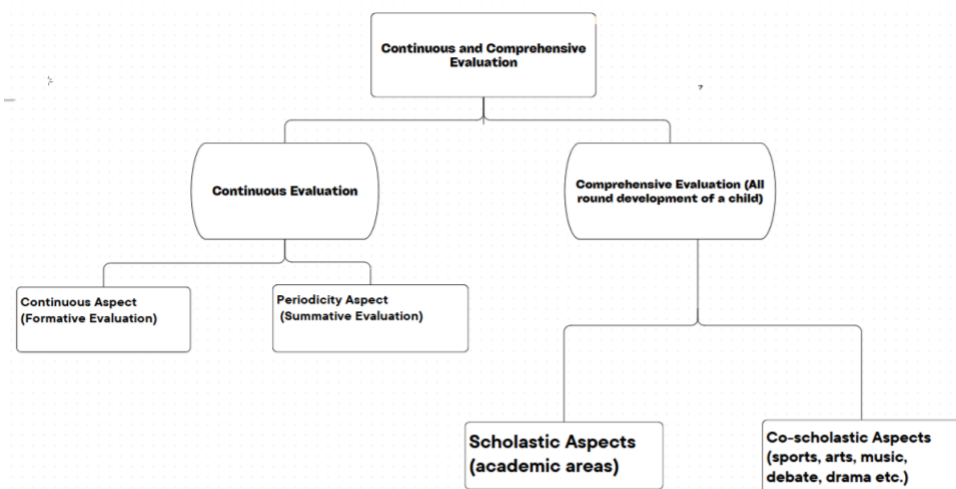 Continuous and Comprehensive
Evaluation
Continuous Evaluation
Comprehensive Evaluation (All
round development of a child)
Continuous Aspect
(Formative Evaluation)
Periodicity Aspect
(Summative Evaluation)
Scholastic Aspects
(academic areas)
Co-scholastic Aspects
(sports, arts, music,
debate, drama etc.)